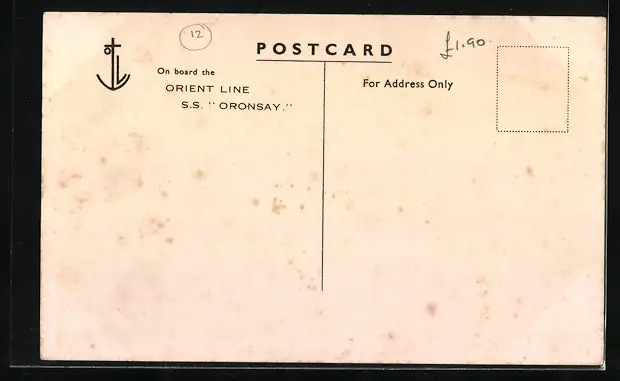 12
POSTCARD
£1.90.
On board the
ORIENT LINE
S.S. "ORONSAY."
For Address Only